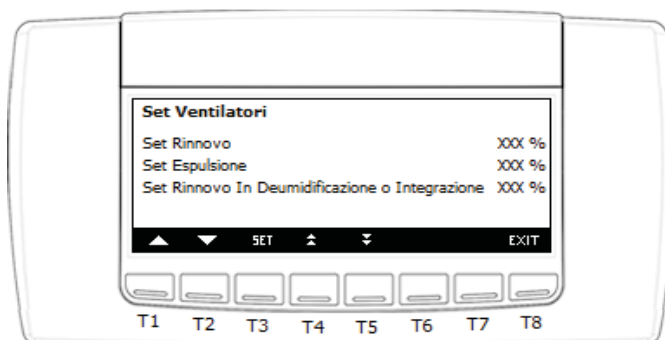 Set Ventilatori
Set Rinnovo XXX %
Set Espulsione XXX %
Set Rinnovo In Deumidificazione o Integrazione XXX %
SET EXIT
T1 T2 T3 T4 T5 T6 T7 T8